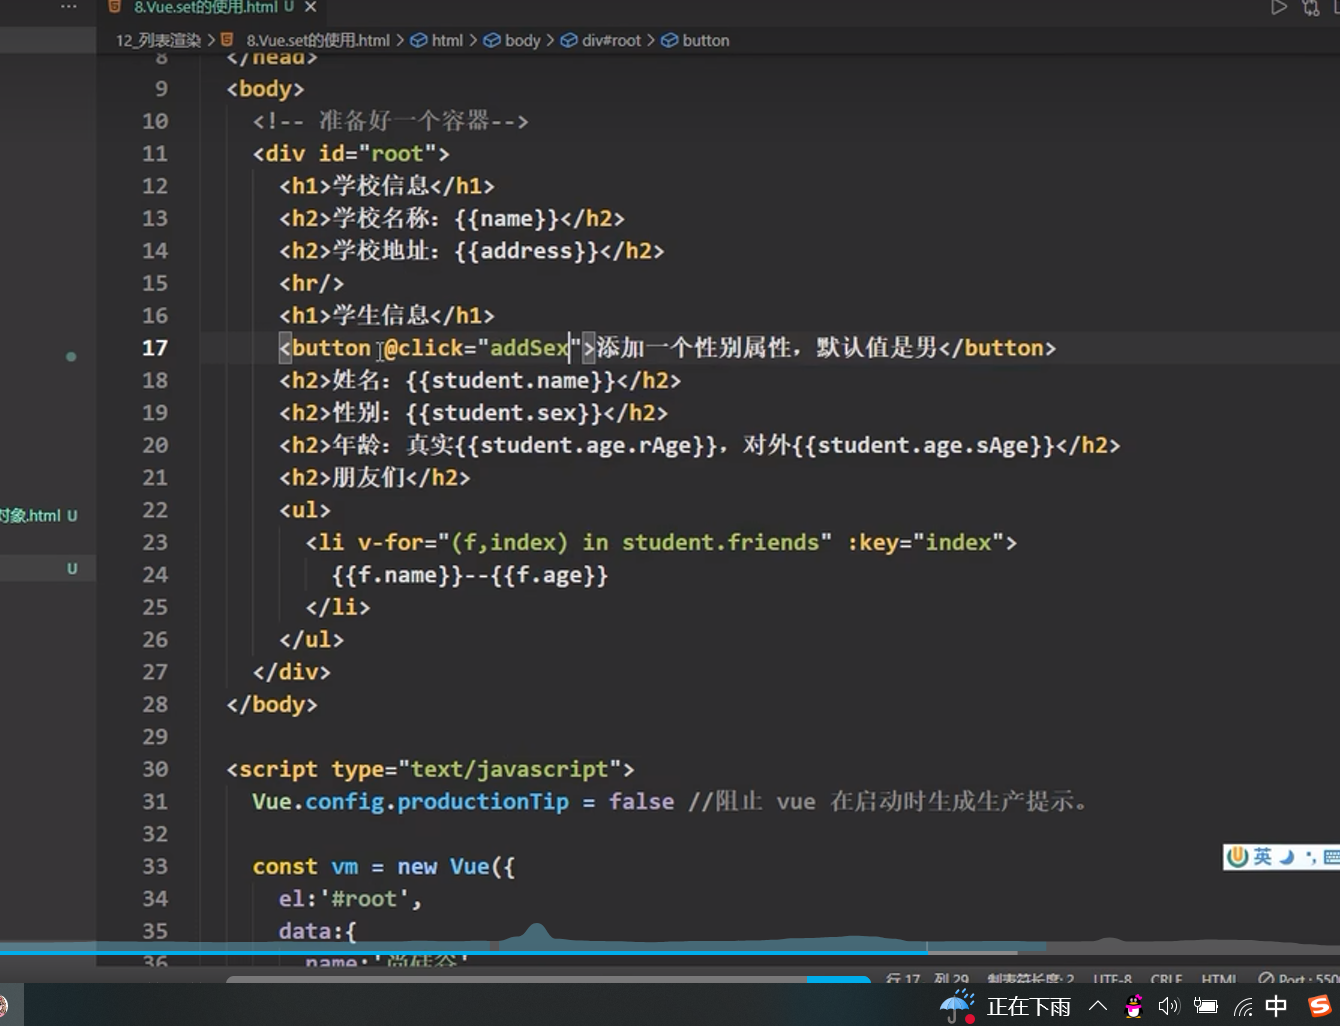 8.Vue.set的使用.html U
12_列表渲染 > 8.Vue.set的使用.html > html > body > div#root > button
8 </head>
9 <body>
10 <!-- 准备好一个容器-->
11 <div id="root">
12 <h1>学校信息</h1>
13 <h2>学校名称：{{name}}</h2>
14 <h2>学校地址：{{address}}</h2>
15 <hr/>
16 <h1>学生信息</h1>
17 <button @click="addSex">添加一个性别属性，默认值是男</button>
18 <h2>姓名：{{student.name}}</h2>
19 <h2>性别：{{student.sex}}</h2>
20 <h2>年龄：真实{{student.age.rAge}}，对外{{student.age.sAge}}</h2>
21 <h2>朋友们</h2>
22 <ul>
23 <li v-for="(f,index) in student.friends" :key="index">
24 {{f.name}}--{{f.age}}
25 </li>
26 </ul>
27 </div>
28 </body>
29
30 <script type="text/javascript">
31 Vue.config.productionTip = false //阻止 vue 在启动时生成生产提示。
32
33 const vm = new Vue({
34 el:'#root',
35 data:{
36 name:'尚硅谷'
对象.html U
U
英
行 17, 列 29 制表符长度: 2 UTF-8 CRLF HTML Port : 550
正在下雨 中